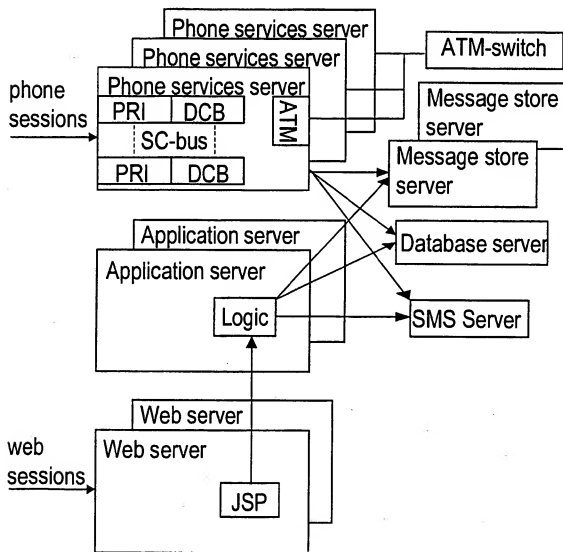 Phone services server
Phone services server
Phone services server
ATM-switch
phone
sessions
PRI
DCB
ATM
SC-bus
PRI
DCB
Message store
server
Message store
server
Application server
Application server
Database server
Logic
SMS Server
Web server
Web server
web
sessions
JSP